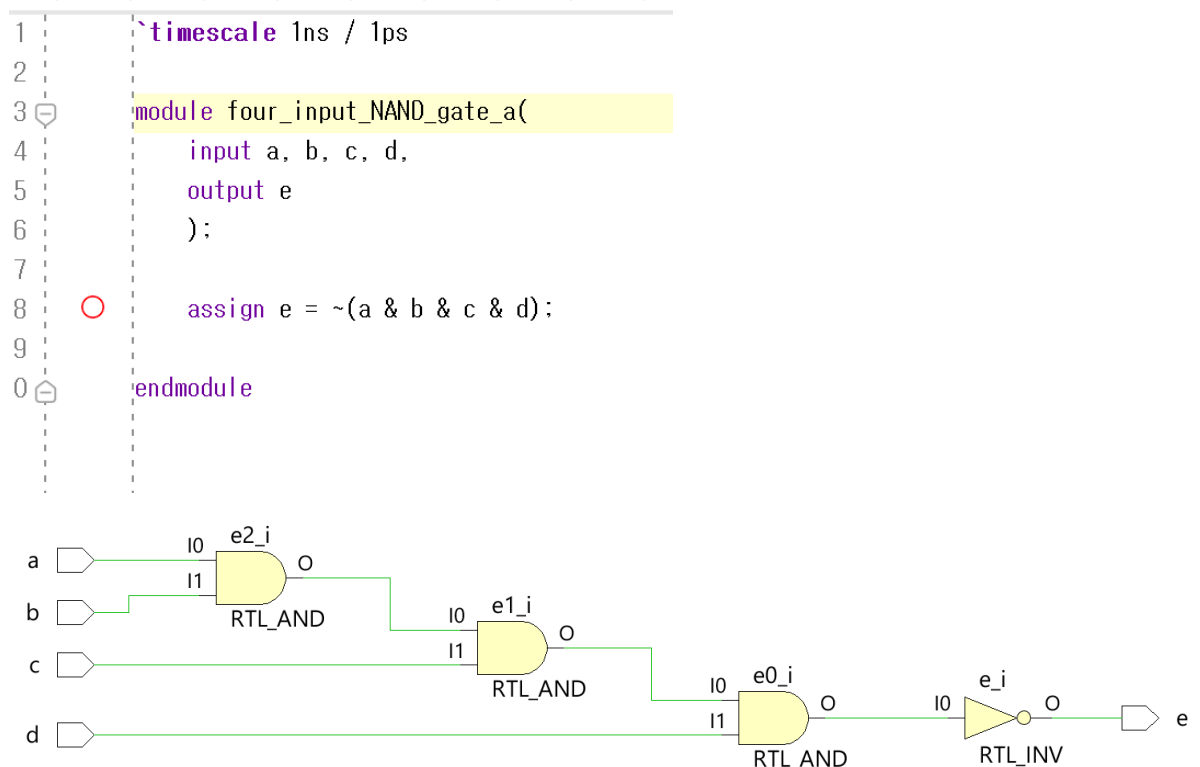 1 `timescale 1ns / 1ps
2
3 module four_input_NAND_gate_a(
4 input a, b, c, d,
5 output e
6 );
7
8 assign e = ~(a & b & c & d);
9
0 endmodule
e2_i
a I0 O
b I1
RTL_AND
e1_i
I0 O
c I1
RTL_AND
e0_i
I0 O
d I1
RTL_AND
e_i
I0 O e
RTL_INV